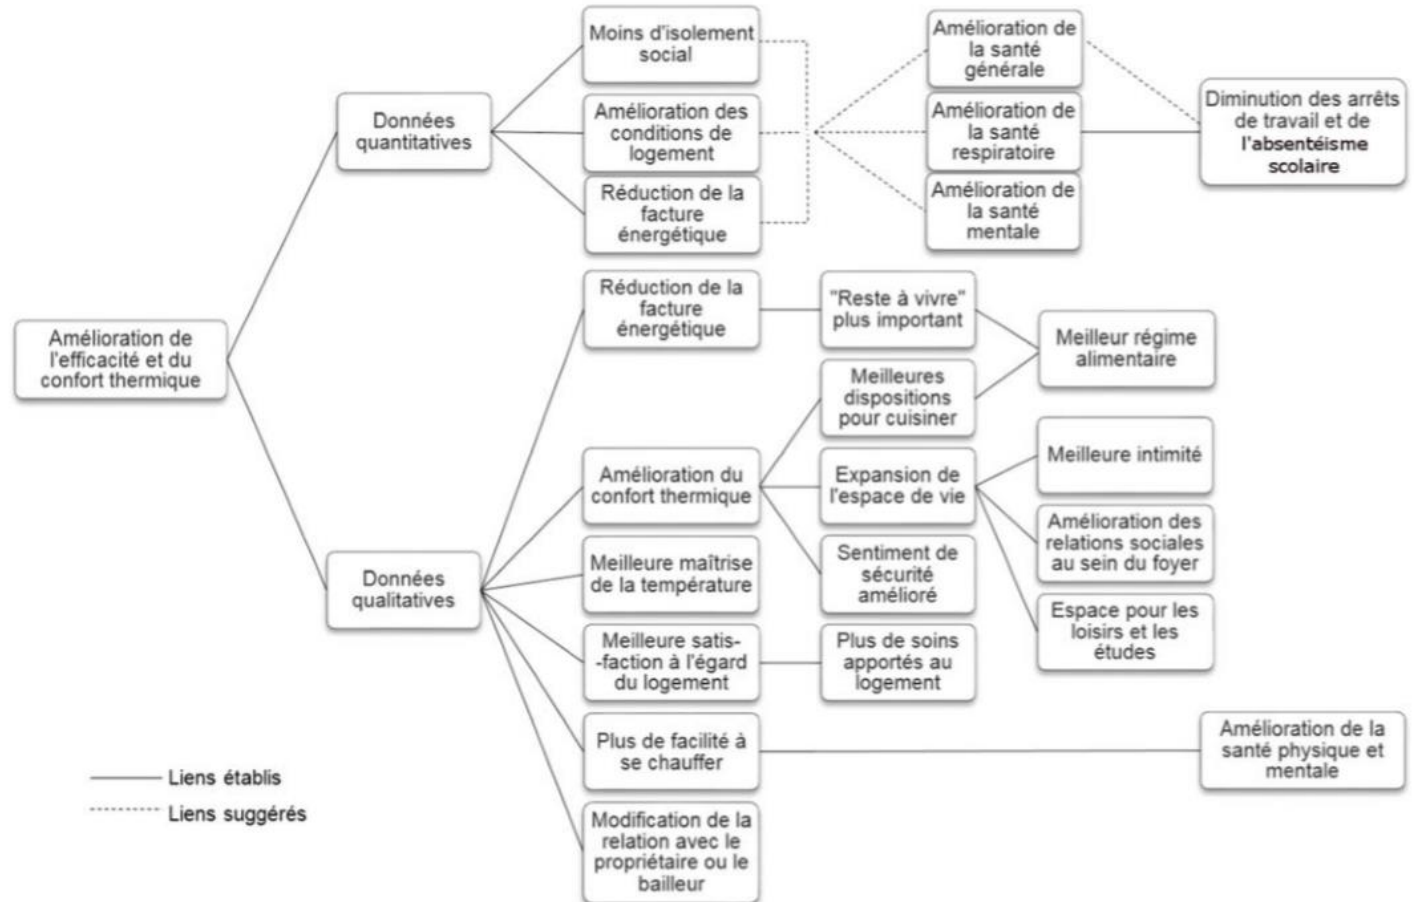 Moins d'isolement
social
Amélioration de
la santé
générale
Données
quantitatives
Amélioration des
conditions de
logement
Amélioration de
la santé
respiratoire
Diminution des arrêts
de travail et de
l'absentéisme
scolaire
Réduction de la
facture
énergétique
Amélioration de
la santé
mentale
Amélioration de
l'efficacité et du
confort thermique
Réduction de la
facture
énergétique
"Reste à vivre"
plus important
Meilleur régime
alimentaire
Meilleures
dispositions
pour cuisiner
Amélioration du
confort thermique
Expansion de
l'espace de vie
Meilleure intimité
Amélioration des
relations sociales
au sein du foyer
Données
qualitatives
Meilleure maîtrise
de la température
Sentiment de
sécurité
amélioré
Espace pour les
loisirs et les
études
Meilleure satis-
-faction à l'égard
du logement
Plus de soins
apportés au
logement
Plus de facilité à
se chauffer
Amélioration de la
santé physique et
mentale
Liens établis
Liens suggérés
Modification de la
relation avec le
propriétaire ou le
bailleur